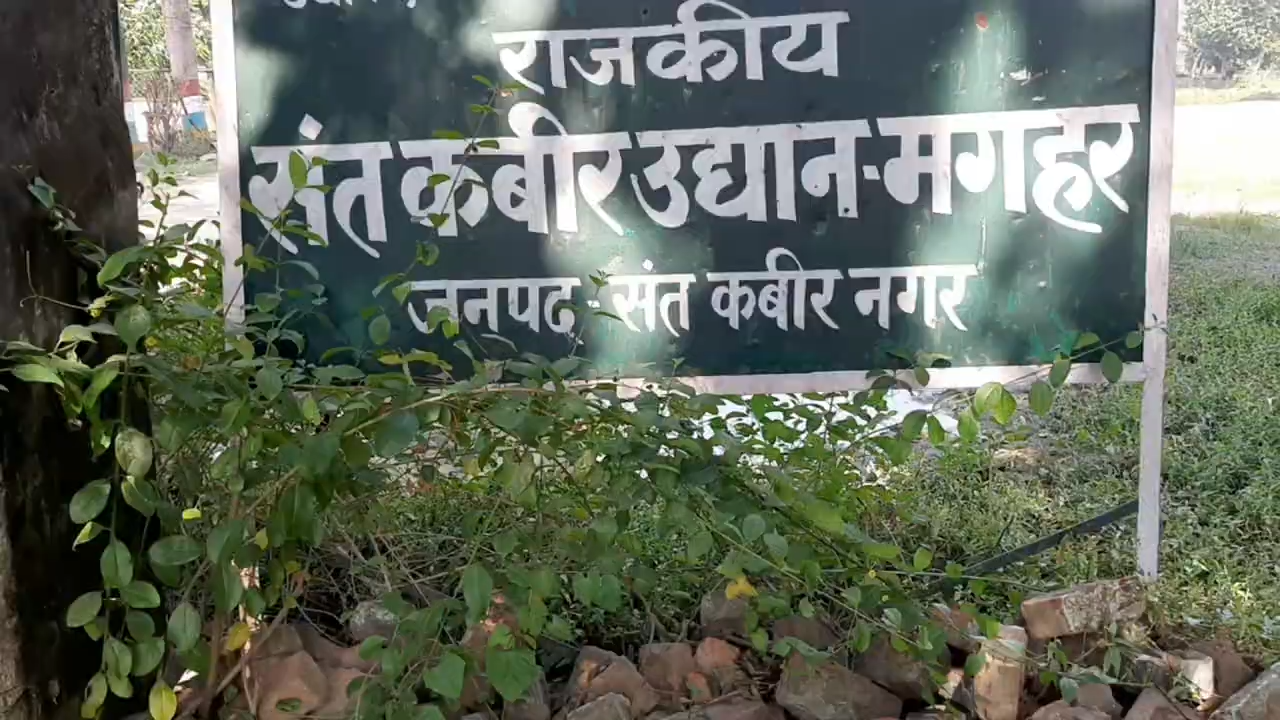 राजकीय
संत कबीर उद्यान-मगहर
जनपद-संत कबीर नगर